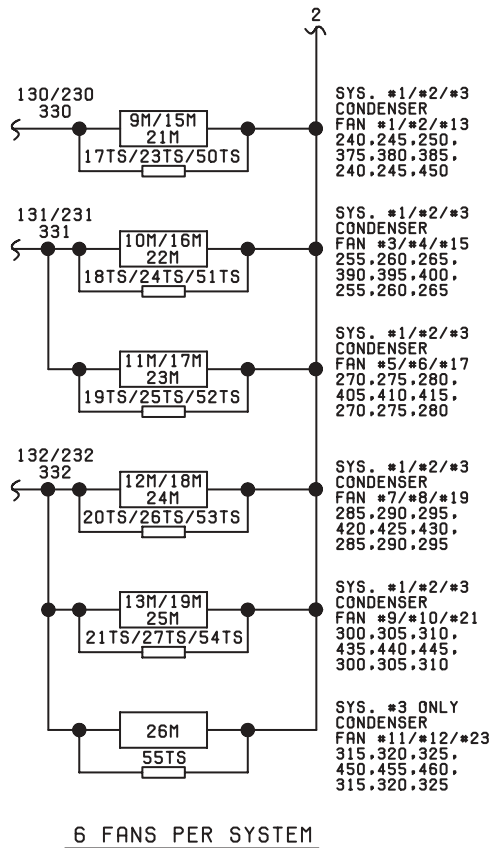 2
130/230
330
9M/15M
21M
17TS/23TS/50TS
SYS. #1/#2/#3
CONDENSER
FAN #1/#2/#13
240,245,250,
375,380,385,
240,245,450
131/231
331
10M/16M
22M
18TS/24TS/51TS
SYS. #1/#2/#3
CONDENSER
FAN #3/#4/#15
255,260,265,
390,395,400,
255,260,265
11M/17M
23M
19TS/25TS/52TS
SYS. #1/#2/#3
CONDENSER
FAN #5/#6/#17
270,275,280,
405,410,415,
270,275,280
132/232
332
12M/18M
24M
20TS/26TS/53TS
SYS. #1/#2/#3
CONDENSER
FAN #7/#8/#19
285,290,295,
420,425,430,
285,290,295
13M/19M
25M
21TS/27TS/54TS
SYS. #1/#2/#3
CONDENSER
FAN #9/#10/#21
300,305,310,
435,440,445,
300,305,310
26M
55TS
SYS. #3 ONLY
CONDENSER
FAN #11/#12/#23
315,320,325,
450,455,460,
315,320,325
6 FANS PER SYSTEM